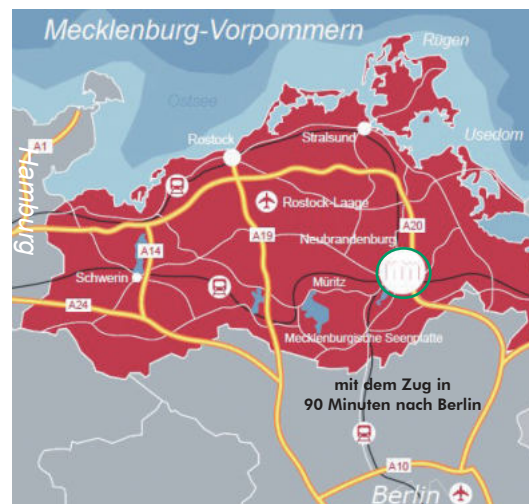 Mecklenburg-Vorpommern
Rügen
Ostsee
Usedom
Stralsund
Rostock
A1
Hamburg
Rostock-Laage
A20
A19
A14
Neubrandenburg
Schwerin
Müritz
A24
Mecklenburgische Seenplatte
mit dem Zug in
90 Minuten nach Berlin
A10
Berlin